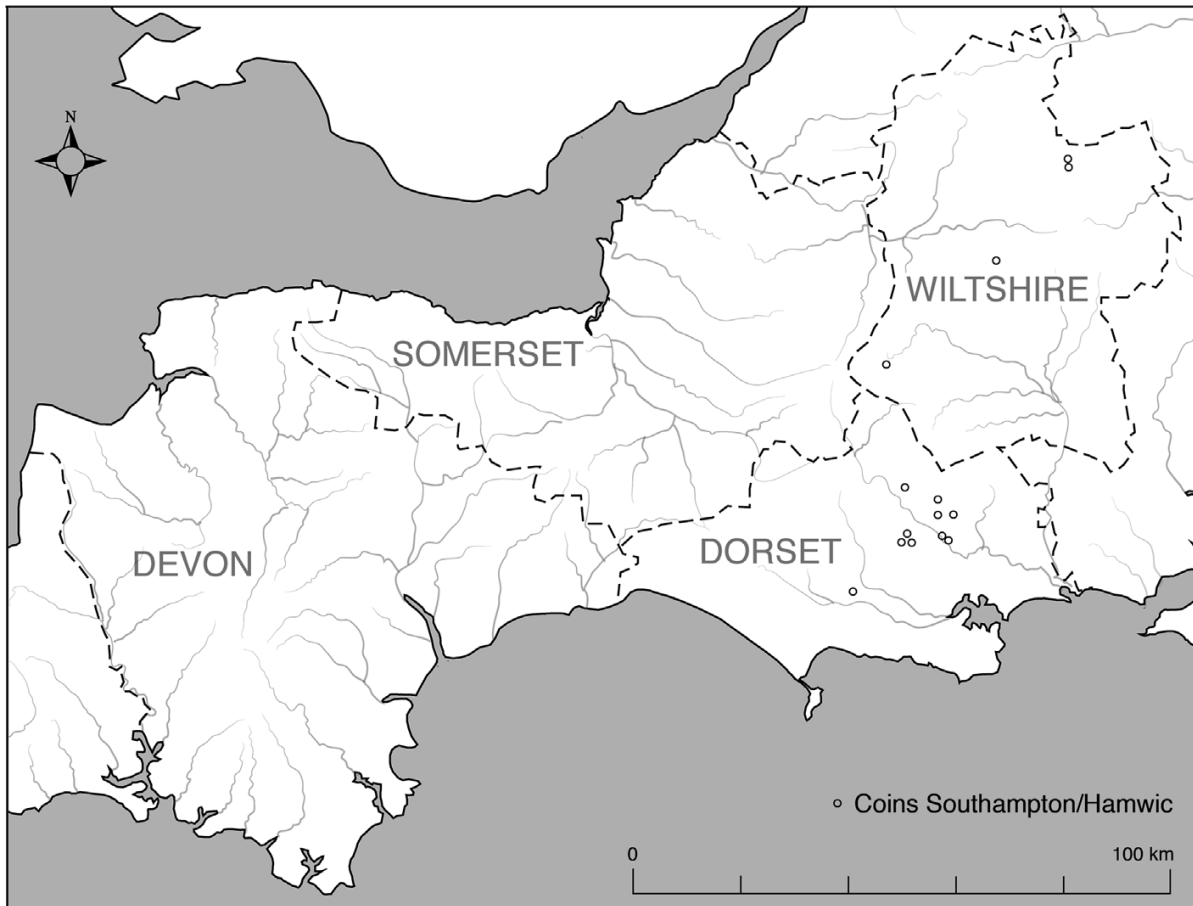 N
WILTSHIRE
SOMERSET
DORSET
DEVON
Coins Southampton/Hamwic
0 100 km